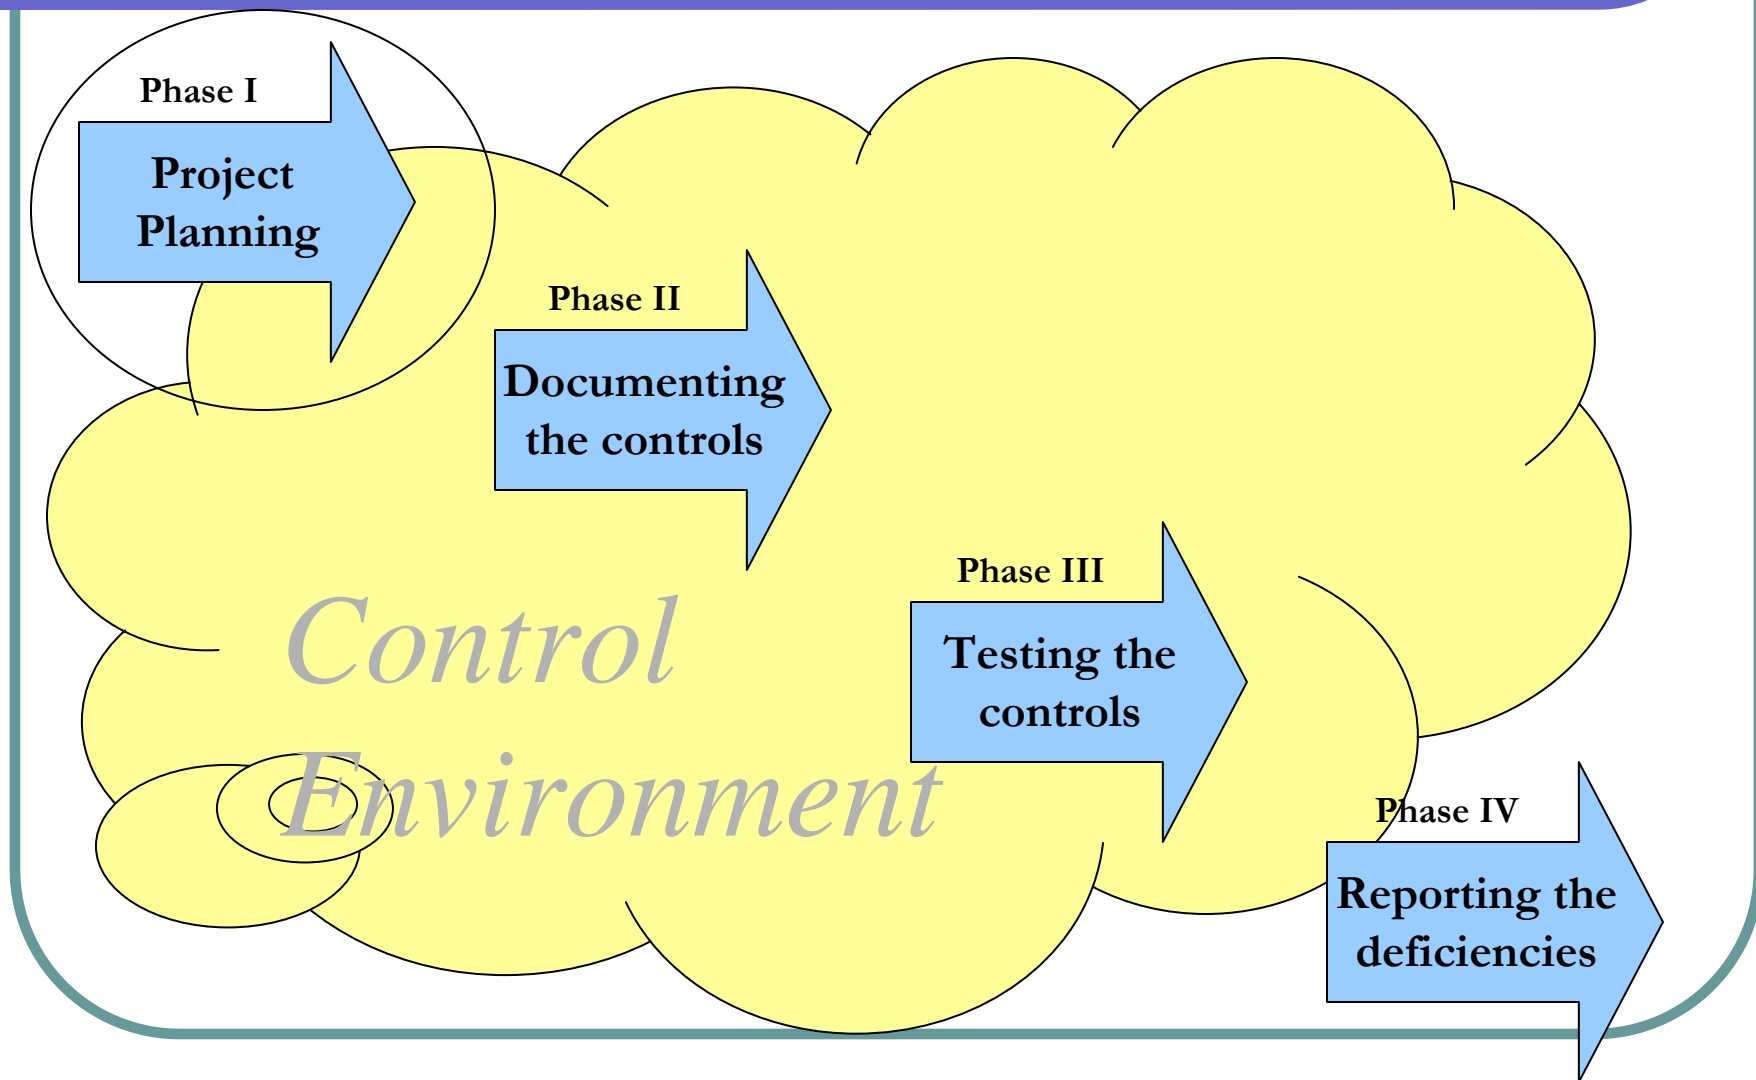 Phase I
Project
Planning
Phase II
Documenting
the controls
Phase III
Testing the
controls
Control
Environment
Phase IV
Reporting the
deficiencies